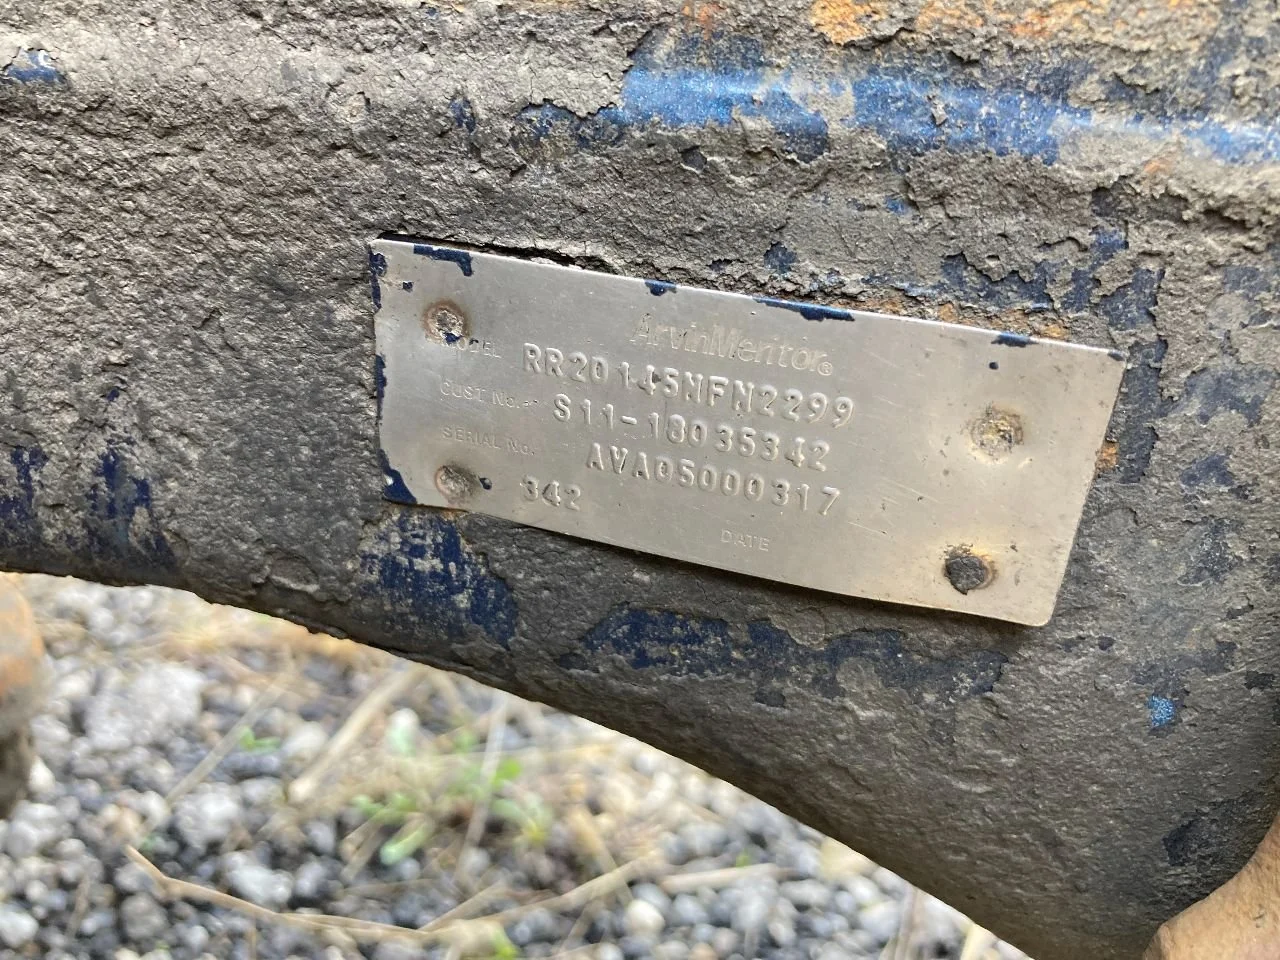 ArvinMeritor®
MODEL RR20145NFN2299
CUST No. S11-18035342
SERIAL No. AVA05000317
342
DATE